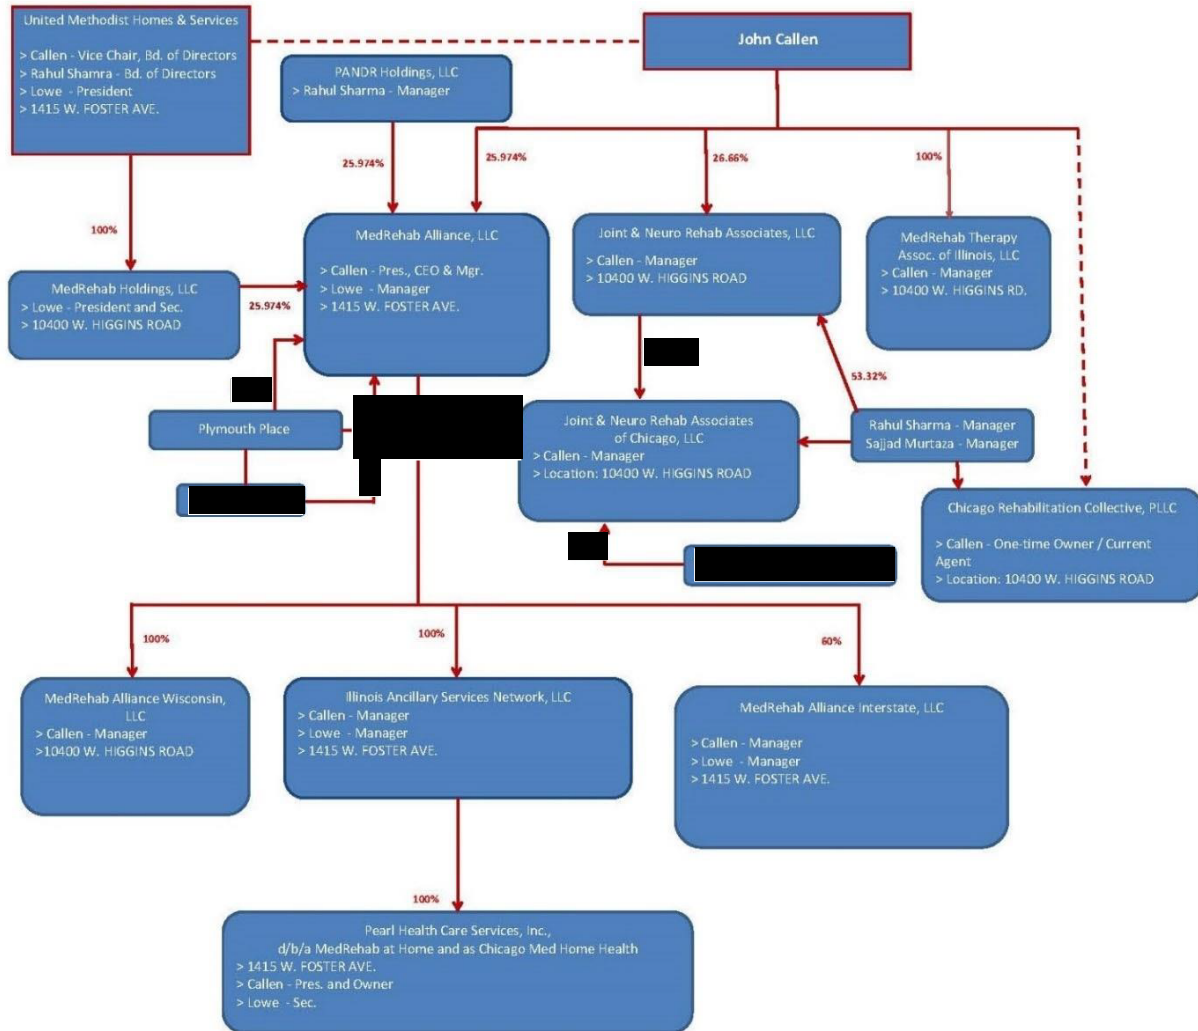 United Methodist Homes & Services
> Callen - Vice Chair, Bd. of Directors
> Rahul Shamra - Bd. of Directors
> Lowe - President
> 1415 W. FOSTER AVE.
John Callen
PANDR Holdings, LLC
> Rahul Sharma - Manager
25.974%
25.974%
26.66%
100%
100%
MedRehab Alliance, LLC
> Callen - Pres., CEO & Mgr.
> Lowe - Manager
> 1415 W. FOSTER AVE.
Joint & Neuro Rehab Associates, LLC
> Callen - Manager
> 10400 W. HIGGINS ROAD
MedRehab Therapy
Assoc. of Illinois, LLC
> Callen - Manager
> 10400 W. HIGGINS RD.
MedRehab Holdings, LLC
> Lowe - President and Sec.
> 10400 W. HIGGINS ROAD
25.974%
53.32%
Plymouth Place
Joint & Neuro Rehab Associates
of Chicago, LLC
> Callen - Manager
> Location: 10400 W. HIGGINS ROAD
Rahul Sharma - Manager
Sajjad Murtaza - Manager
Chicago Rehabilitation Collective, PLLC
> Callen - One-time Owner / Current
Agent
> Location: 10400 W. HIGGINS ROAD
100%
100%
60%
MedRehab Alliance Wisconsin,
LLC
> Callen - Manager
>10400 W. HIGGINS ROAD
Illinois Ancillary Services Network, LLC
> Callen - Manager
> Lowe - Manager
> 1415 W. FOSTER AVE.
MedRehab Alliance Interstate, LLC
> Callen - Manager
> Lowe - Manager
> 1415 W. FOSTER AVE.
100%
Pearl Health Care Services, Inc.,
d/b/a MedRehab at Home and as Chicago Med Home Health
> 1415 W. FOSTER AVE.
> Callen - Pres. and Owner
> Lowe - Sec.